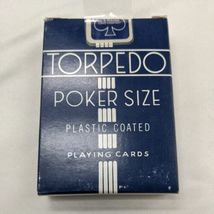 TORPEDO
POKER SIZE
PLASTIC COATED
PLAYING CARDS